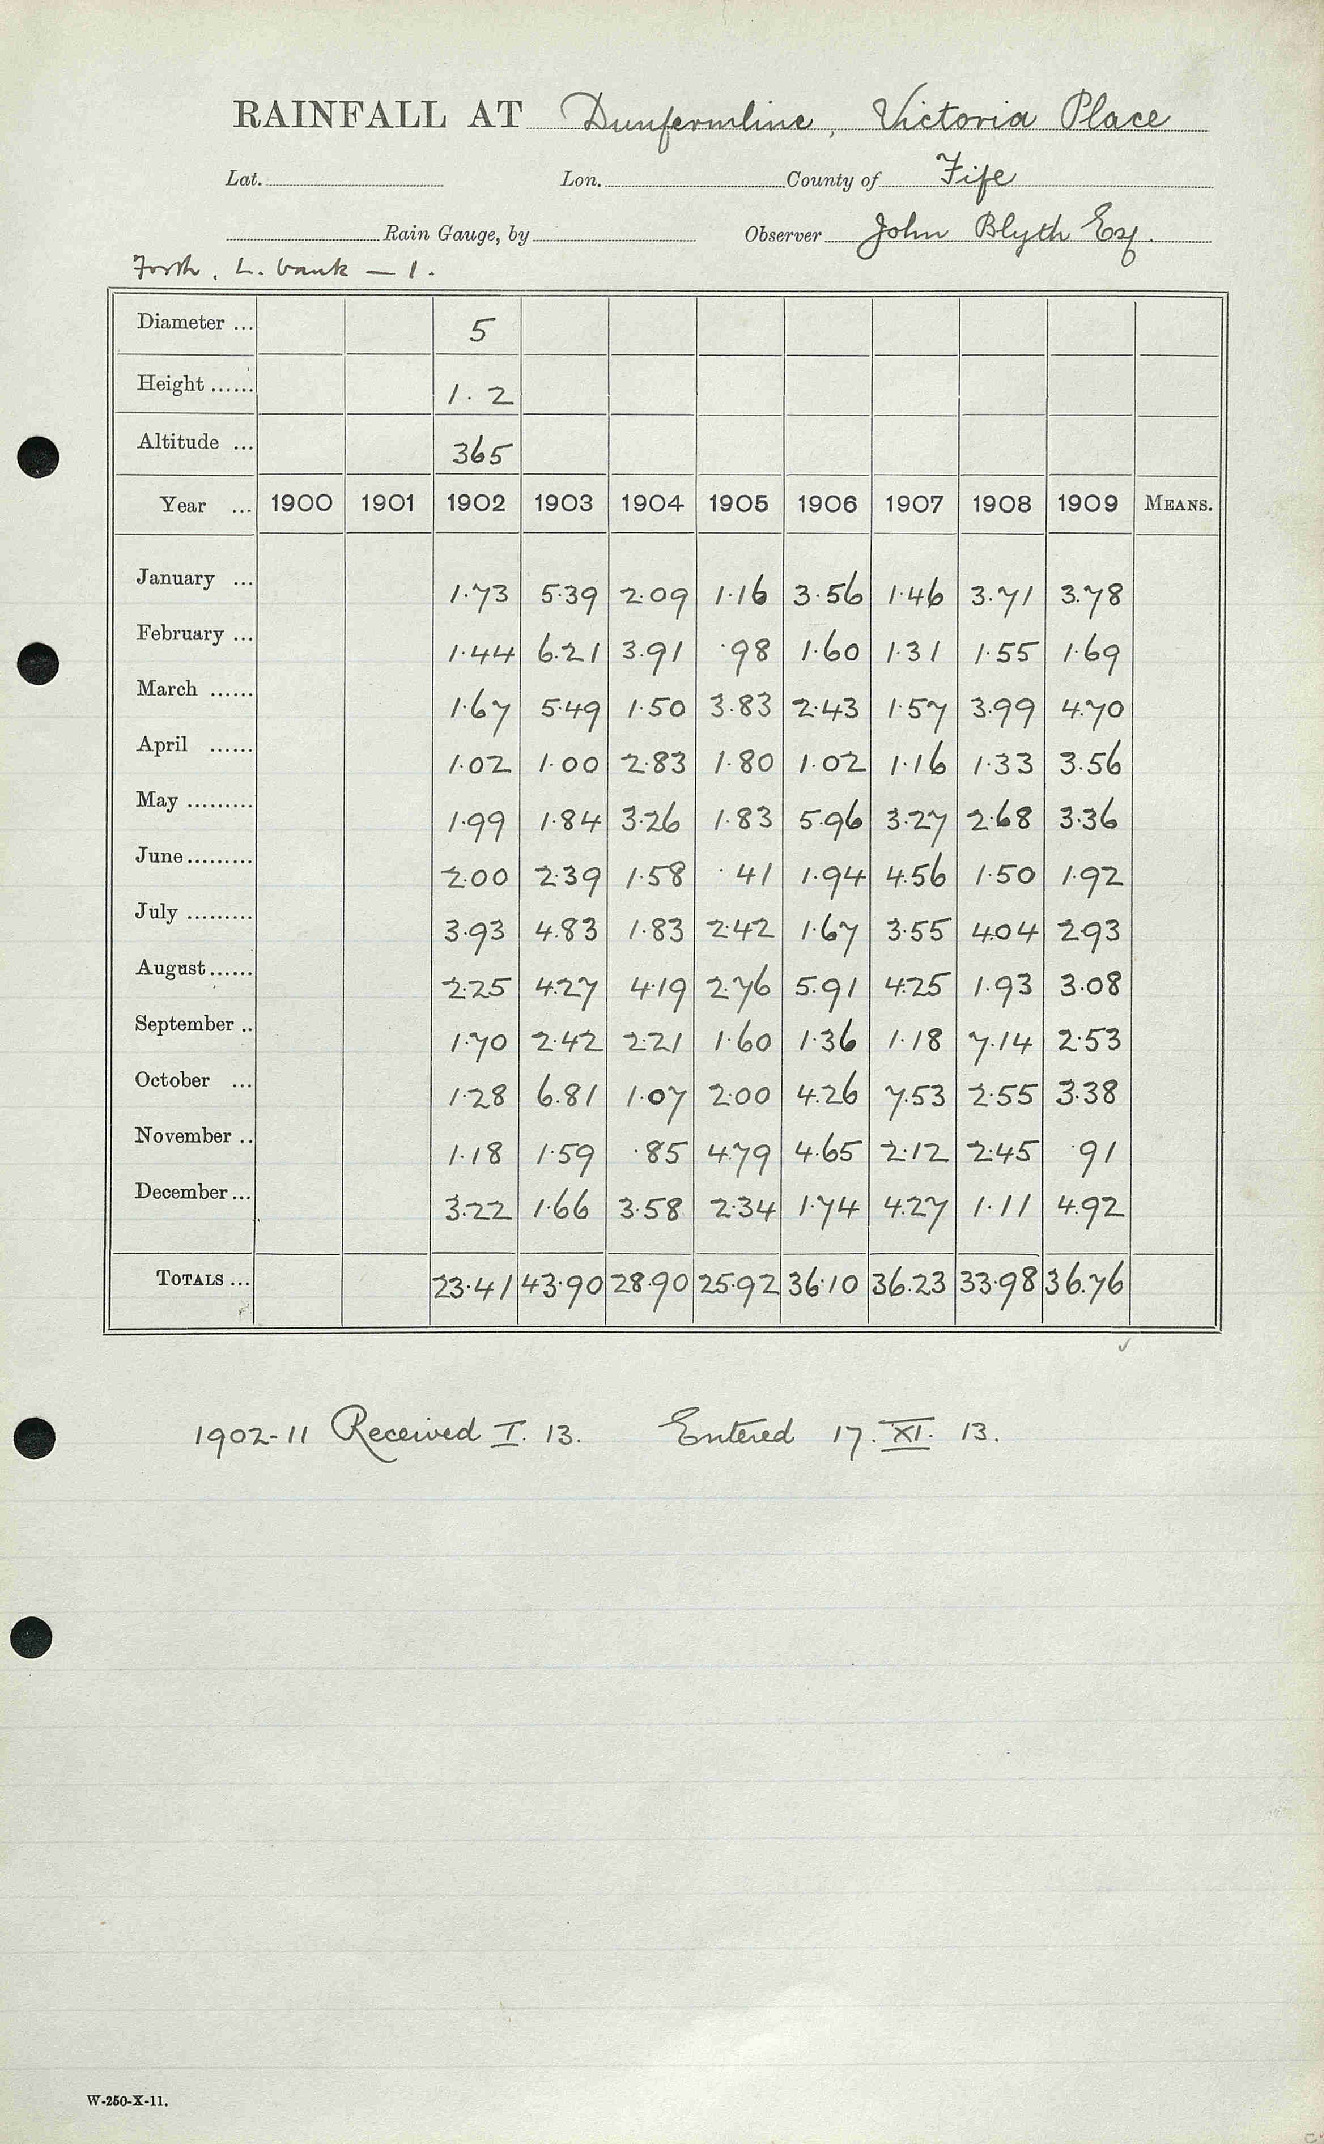 RAINFALL AT Dunfermline, Victoria Place
Lat. Lon. County of Fife
Rain Gauge, by Observer John Blyth Esq.
Forth, L. bank — 1.
Diameter ... 5
Height ...... 1.2
Altitude ... 365
Year ... 1900 1901 1902 1903 1904 1905 1906 1907 1908 1909 MEANS.
January ... 1.73 5.39 2.09 1.16 3.56 1.46 3.71 3.78
February ... 1.44 6.21 3.91 .98 1.60 1.31 1.55 1.69
March ...... 1.67 5.49 1.50 3.83 2.43 1.57 3.99 4.70
April ...... 1.02 1.00 2.83 1.80 1.02 1.16 1.33 3.56
May ......... 1.99 1.84 3.26 1.83 5.96 3.27 2.68 3.36
June ......... 2.00 2.39 1.58 .41 1.94 4.56 1.50 1.92
July ......... 3.93 4.83 1.83 2.42 1.67 3.55 4.04 2.93
August ...... 2.25 4.27 4.19 2.76 5.91 4.25 1.93 3.08
September .. 1.70 2.42 2.21 1.60 1.36 1.18 7.14 2.53
October ... 1.28 6.81 1.07 2.00 4.26 7.53 2.55 3.38
November .. 1.18 1.59 .85 4.79 4.65 2.12 2.45 .91
December ... 3.22 1.66 3.58 2.34 1.74 4.27 1.11 4.92
TOTALS ... 23.41 43.90 28.90 25.92 36.10 36.23 33.98 36.76
1902-11 Received I. 13. Entered 17. XI. 13.
W-250-X-11.